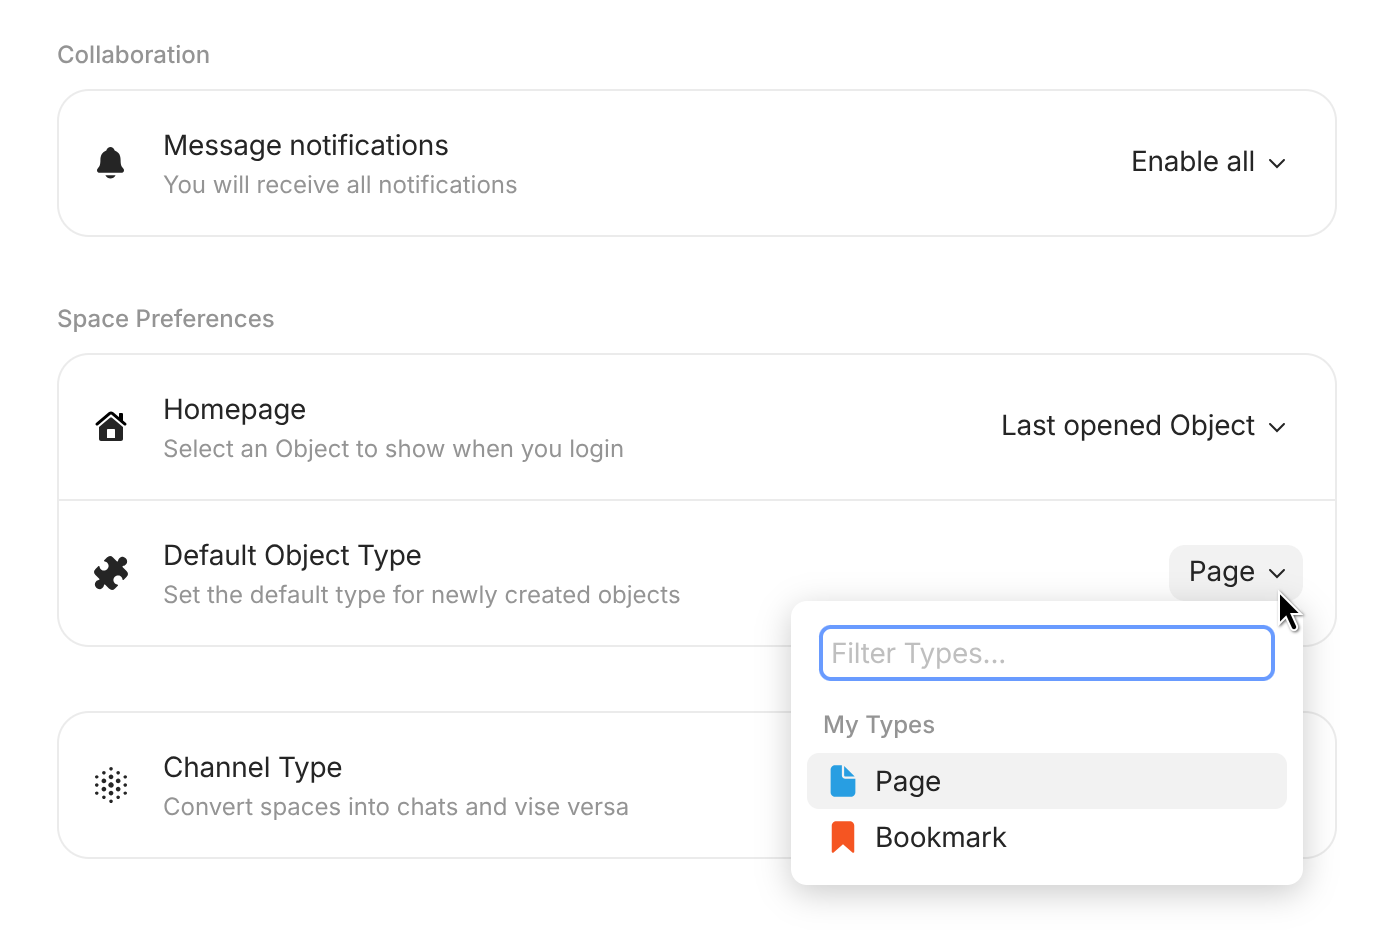 Collaboration
Message notifications
You will receive all notifications
Enable all
Space Preferences
Homepage
Select an Object to show when you login
Last opened Object
Default Object Type
Set the default type for newly created objects
Page
Filter Types...
My Types
Page
Bookmark
Channel Type
Convert spaces into chats and vise versa